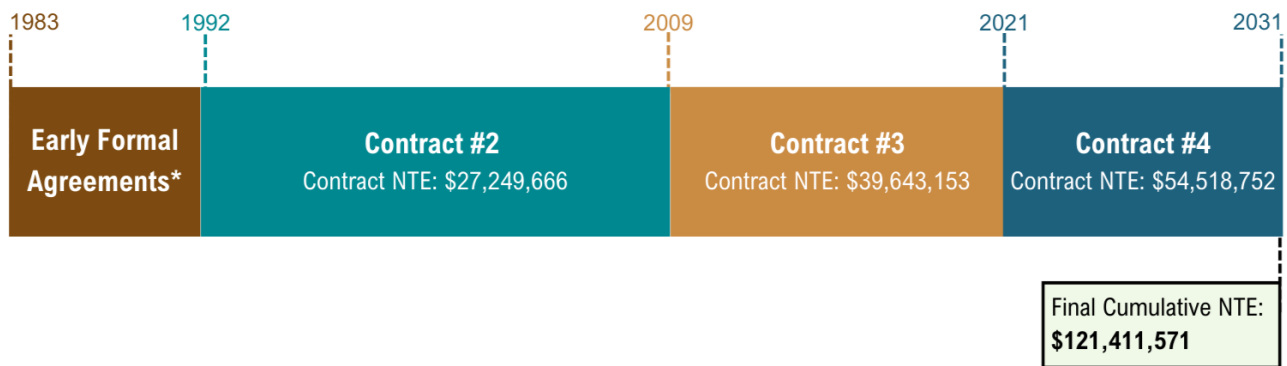 1983
1992
2009
2021
2031
Early Formal
Agreements*
Contract #2
Contract NTE: $27,249,666
Contract #3
Contract NTE: $39,643,153
Contract #4
Contract NTE: $54,518,752
Final Cumulative NTE:
$121,411,571